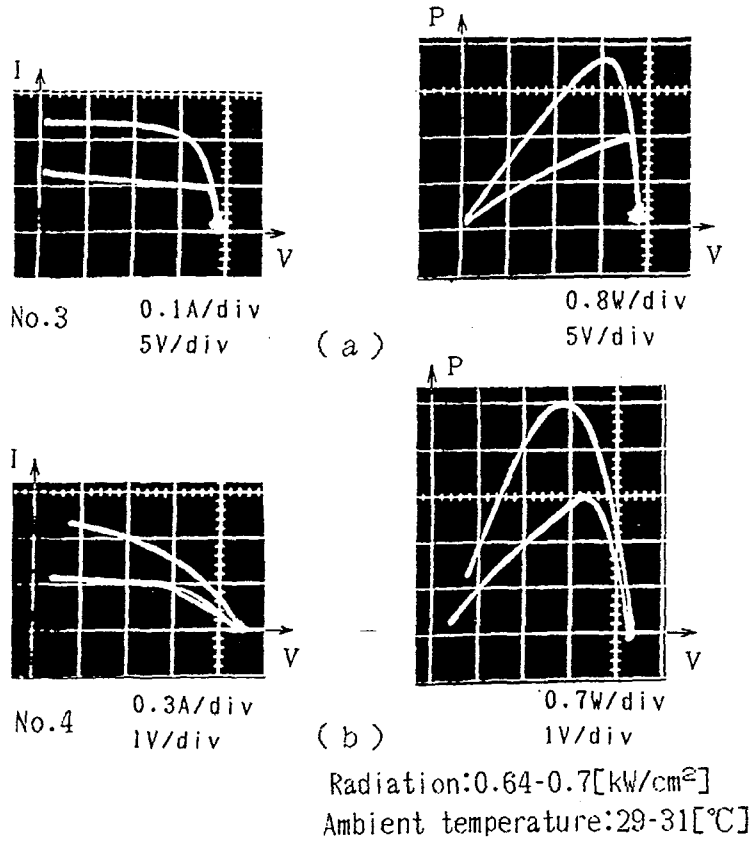 P
I
V
V
No.3
0.1A/div
5V/div
0.8W/div
5V/div
(a)
P
I
V
V
No.4
0.3A/div
1V/div
0.7W/div
1V/div
(b)
Radiation:0.64-0.7[kW/cm²]
Ambient temperature:29-31[℃]